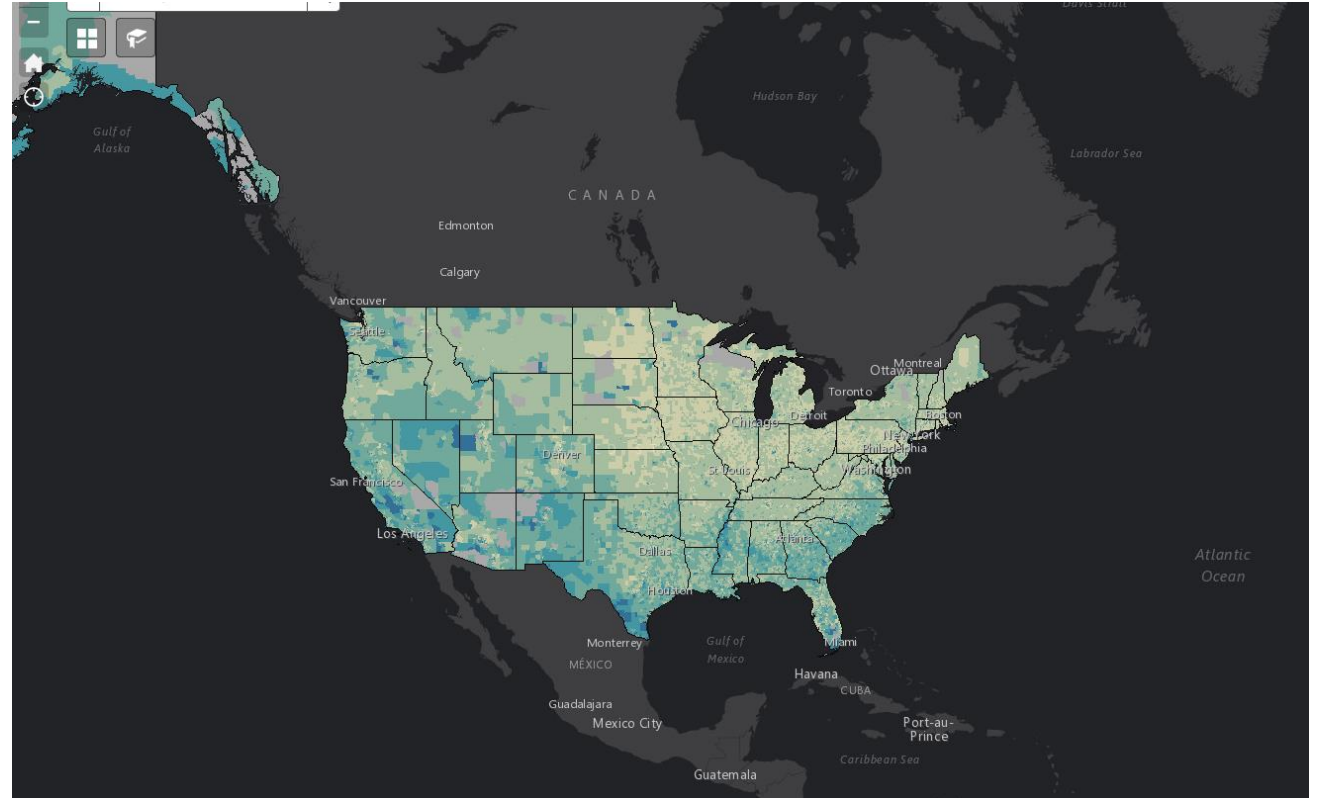 Davis Strait
Hudson Bay
Gulf of
Alaska
Labrador Sea
CANADA
Edmonton
Calgary
Vancouver
Seattle
Montreal
Ottawa
Toronto
Boston
Detroit
Chicago
New York
Philadelphia
Denver
St Louis
Washington
San Francisco
Los Angeles
Atlanta
Dallas
Atlantic
Ocean
Houston
Monterrey
Gulf of
Mexico
Miami
MÉXICO
Havana
CUBA
Guadalajara
Mexico City
Port-au-
Prince
Caribbean Sea
Guatemala